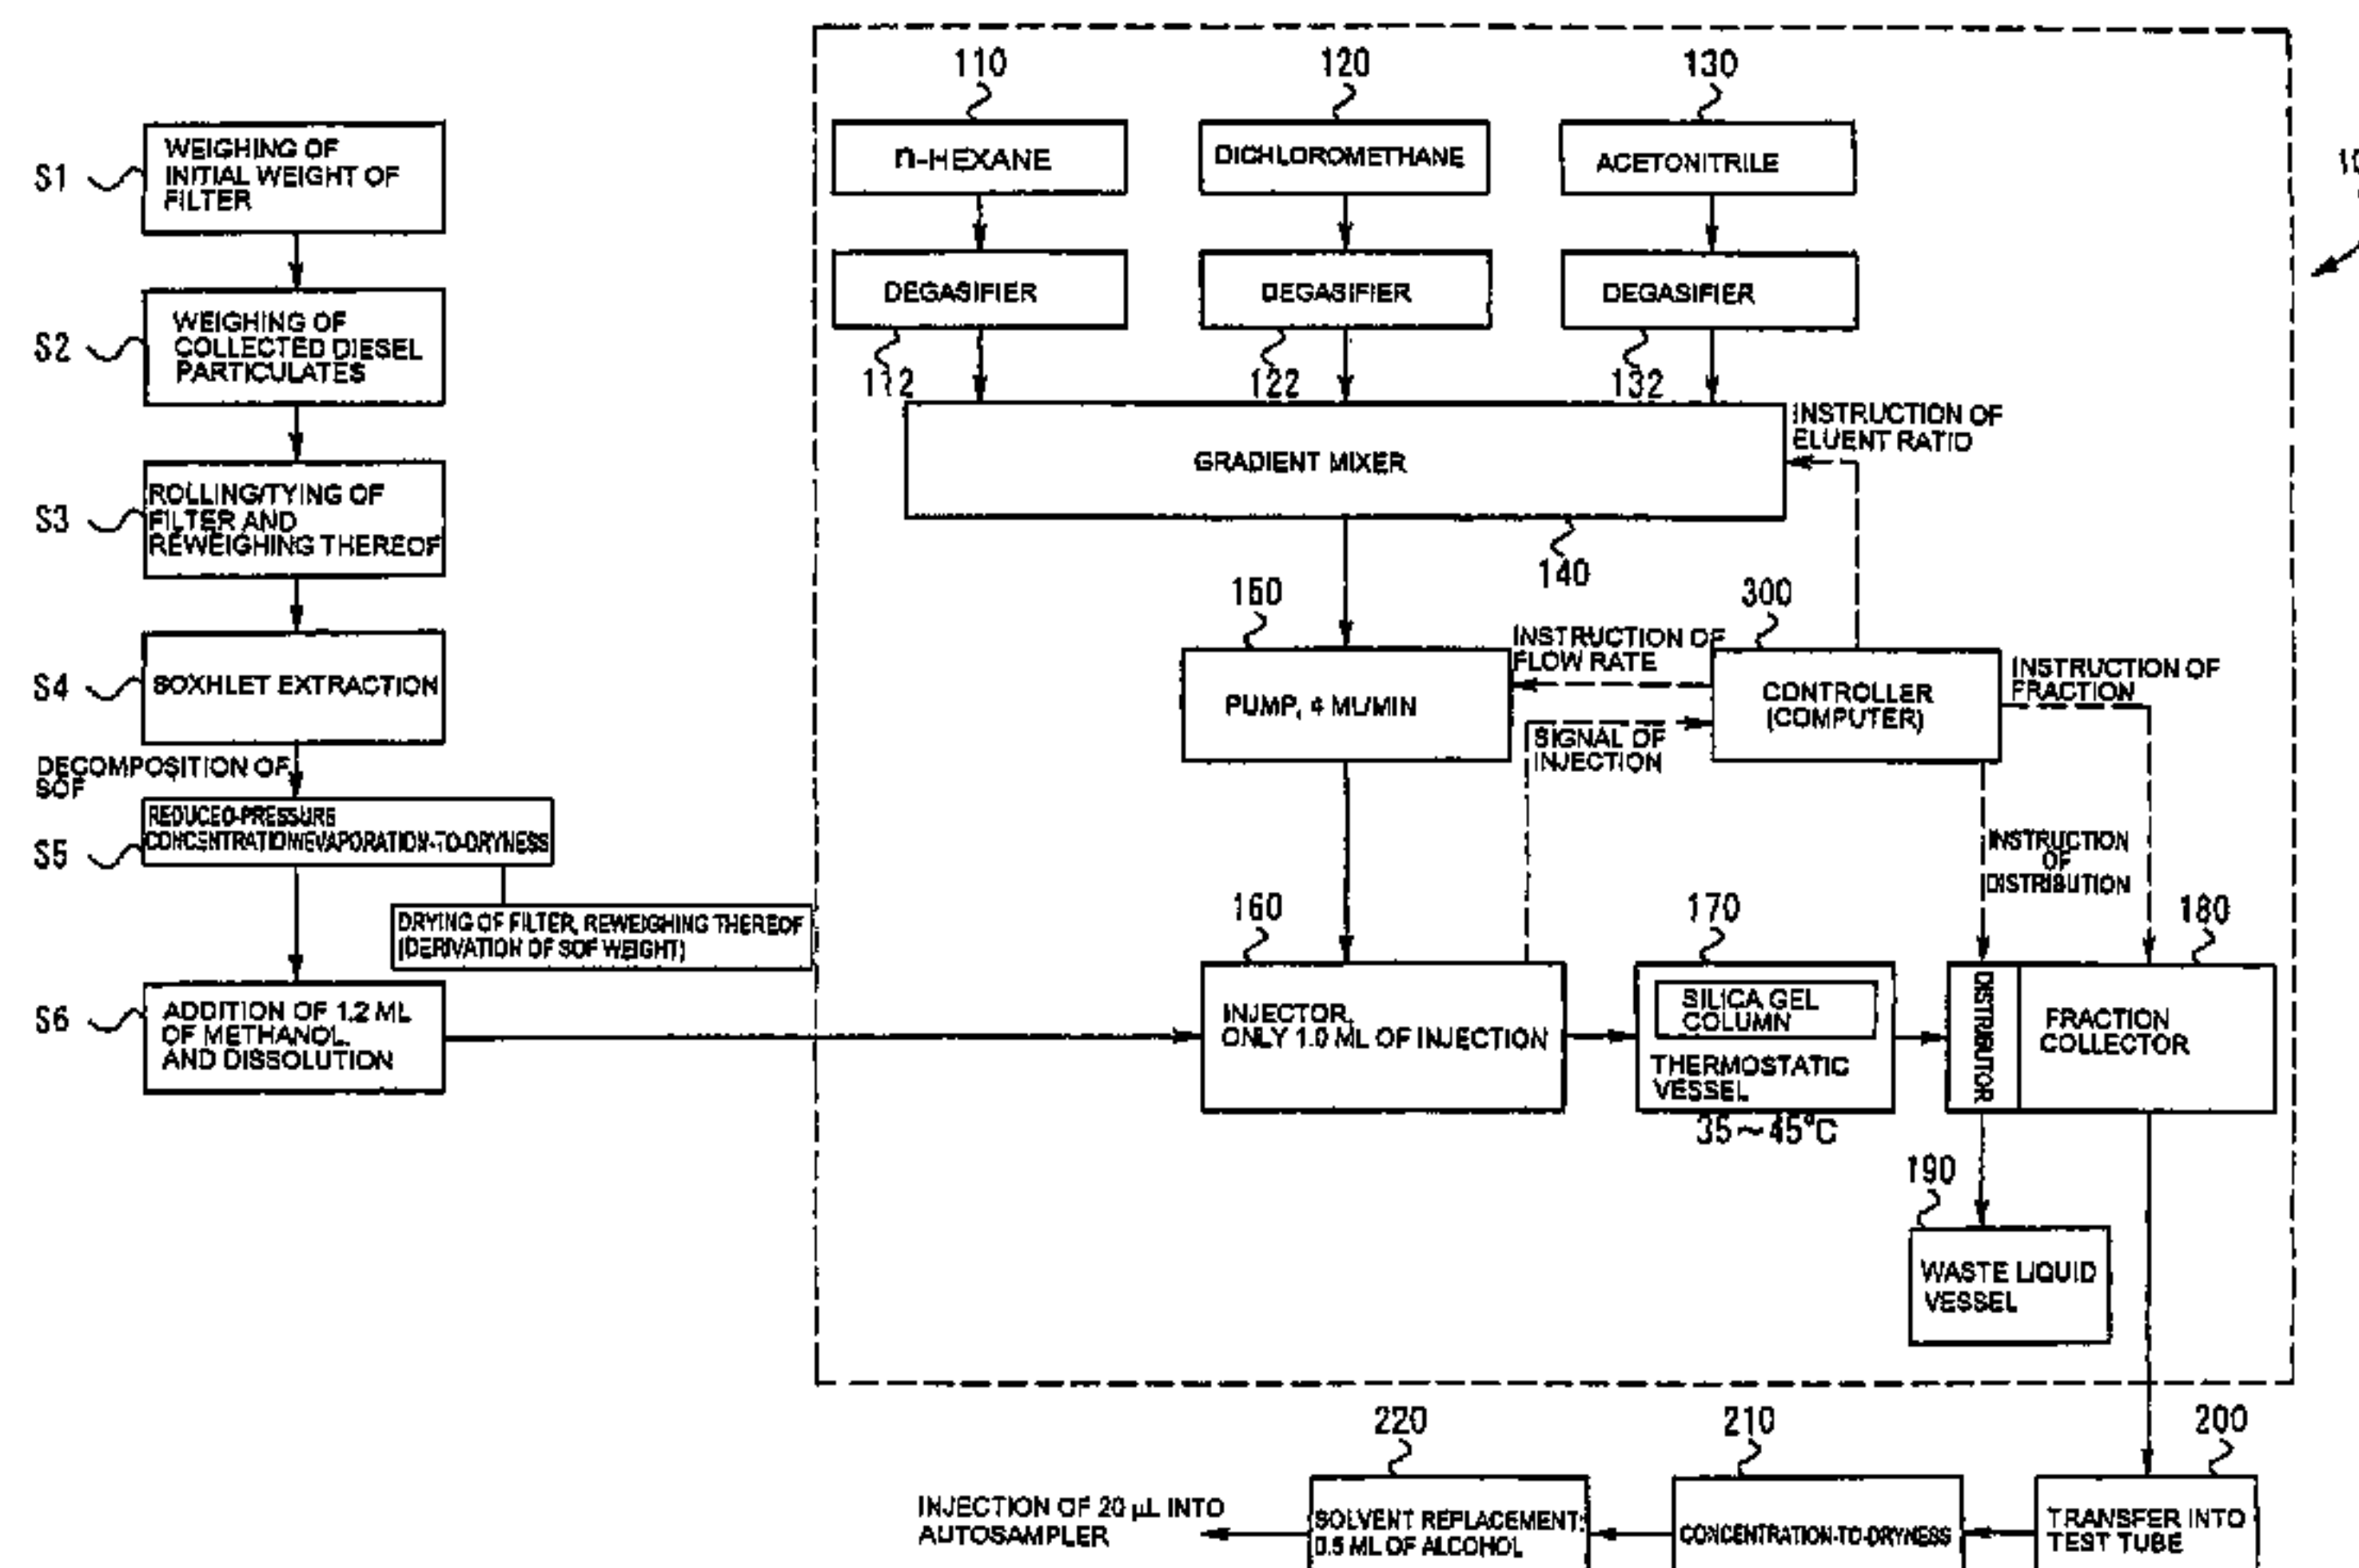 S1
WEIGHING OF
INITIAL WEIGHT OF
FILTER
S2
WEIGHING OF
COLLECTED DIESEL
PARTICULATES
S3
ROLLING/TYING OF
FILTER AND
REWEIGHING THEREOF
S4
SOXHLET EXTRACTION
DECOMPOSITION OF
SOF
S5
REDUCED-PRESSURE
CONCENTRATION/EVAPORATION-TO-DRYNESS
DRYING OF FILTER, REWEIGHING THEREOF
(DERIVATION OF SOF WEIGHT)
S6
ADDITION OF 1.2 ML
OF METHANOL
AND DISSOLUTION
110
120
130
n-HEXANE
DICHLOROMETHANE
ACETONITRILE
DEGASIFIER
DEGASIFIER
DEGASIFIER
112
122
132
INSTRUCTION OF
ELUENT RATIO
GRADIENT MIXER
140
150
300
INSTRUCTION OF
FLOW RATE
PUMP, 4 ML/MIN
CONTROLLER
(COMPUTER)
INSTRUCTION OF
FRACTION
SIGNAL OF
INJECTION
INSTRUCTION
OF
DISTRIBUTION
160
170
180
INJECTOR,
ONLY 1.0 ML OF INJECTION
SILICA GEL
COLUMN
THERMOSTATIC
VESSEL
35~45°C
DISTRIBUTOR
FRACTION
COLLECTOR
190
WASTE LIQUID
VESSEL
220
210
200
INJECTION OF 20 μL INTO
AUTOSAMPLER
SOLVENT REPLACEMENT:
0.5 ML OF ALCOHOL
CONCENTRATION-TO-DRYNESS
TRANSFER INTO
TEST TUBE